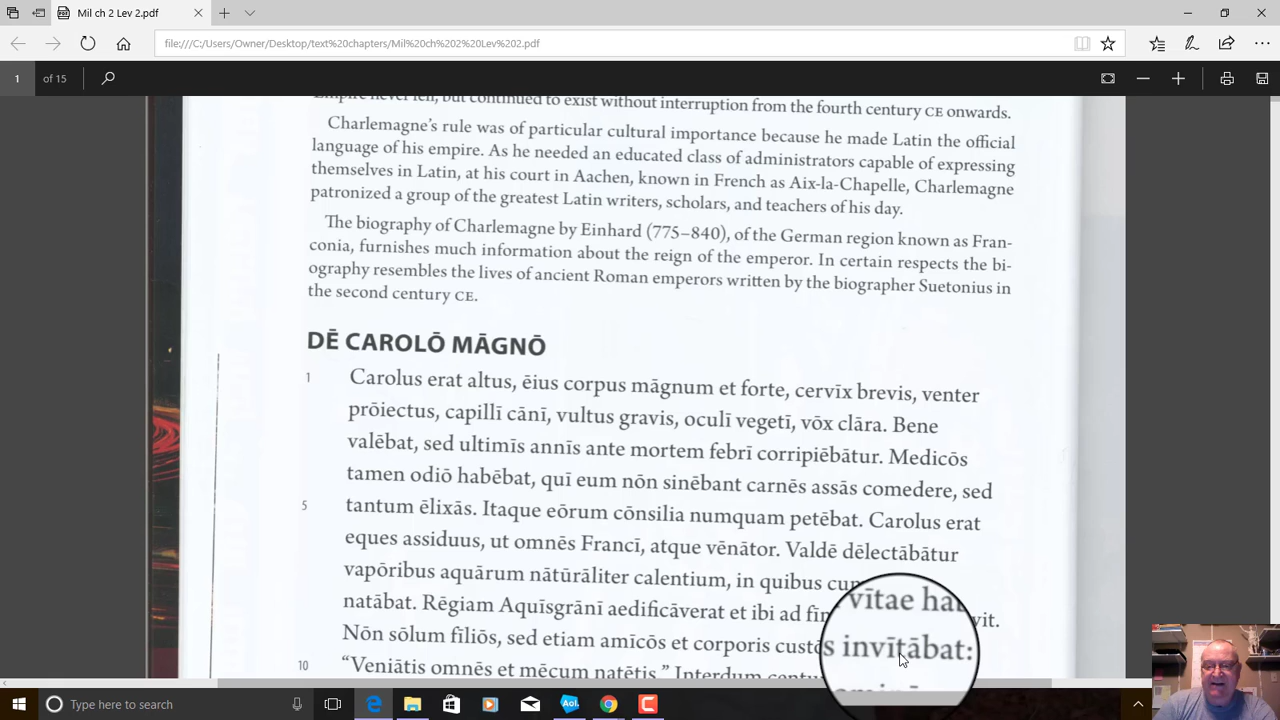 Mil ch
Mil ch Lev 2.pdf
file:///C:/Users/Owner/Desktop/text%20chapters/Mil%20ch%202%20Lev%202.pdf
1 of 15
Empire never fell, but continued to exist without interruption from the fourth century CE onwards.
Charlemagne's rule was of particular cultural importance because he made Latin the official
language of his empire. As he needed an educated class of administrators capable of expressing
themselves in Latin, at his court in Aachen, known in French as Aix-la-Chapelle, Charlemagne
patronized a group of the greatest Latin writers, scholars, and teachers of his day.
The biography of Charlemagne by Einhard (775–840), of the German region known as Fran-
conia, furnishes much information about the reign of the emperor. In certain respects the bi-
ography resembles the lives of ancient Roman emperors written by the biographer Suetonius in
the second century CE.
DĒ CAROLŌ MĀGNŌ
1 Carolus erat altus, ēius corpus māgnum et forte, cervīx brevis, venter
prōiectus, capillī cānī, vultus gravis, oculī vegetī, vōx clāra. Bene
valēbat, sed ultimīs annīs ante mortem febrī corripiēbātur. Medicōs
tamen odiō habēbat, quī eum nōn sinēbant carnēs assās comedere, sed
5 tantum ēlixās. Itaque eōrum cōnsilia numquam petēbat. Carolus erat
eques assiduus, ut omnēs Francī, atque vēnātor. Valdē dēlectābātur
vapōribus aquārum nātūrāliter calentium, in quibus
natābat. Rēgiam Aquīsgrānī aedificāverat et ibi ad vītae
Nōn sōlum fīliōs, sed etiam amīcōs et corporis invītābat:
10 “Veniātis omnēs et mēcum natētis.” Interdum
Type here to search
Aol.